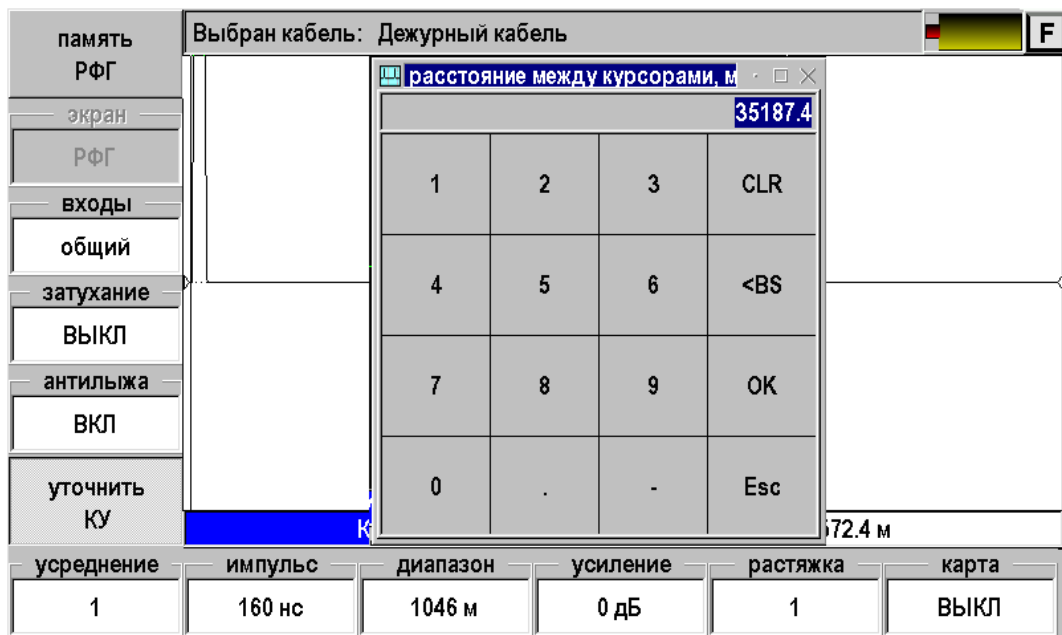 память
РФГ
Выбран кабель: Дежурный кабель
F
экран
РФГ
входы
общий
затухание
ВЫКЛ
антилыжа
ВКЛ
уточнить
КУ
расстояние между курсорами, м
35187.4
1 2 3 CLR
4 5 6 <BS
7 8 9 OK
0 . - Esc
К
572.4 м
усреднение импульс диапазон усиление растяжка карта
1 160 нс 1046 м 0 дБ 1 ВЫКЛ